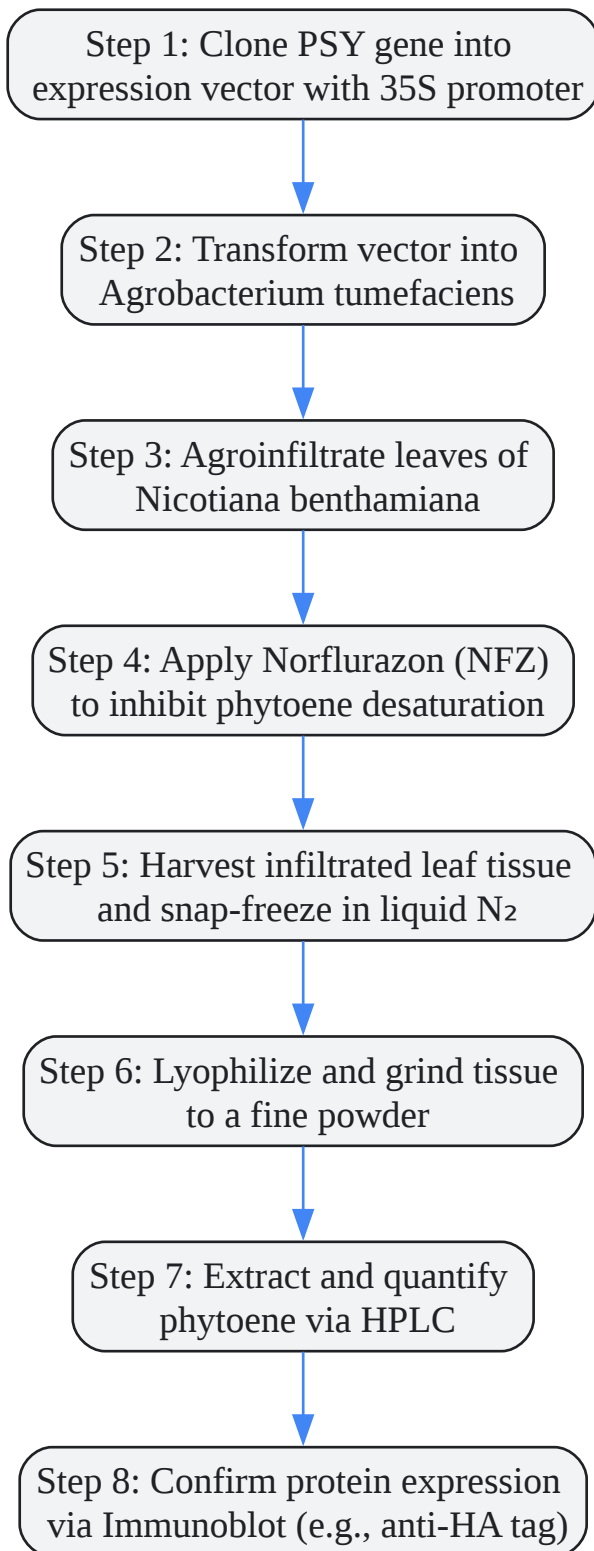 Step 1: Clone PSY gene into
expression vector with 35S promoter
Step 2: Transform vector into
Agrobacterium tumefaciens
Step 3: Agroinfiltrate leaves of
Nicotiana benthamiana
Step 4: Apply Norflurazon (NFZ)
to inhibit phytoene desaturation
Step 5: Harvest infiltrated leaf tissue
and snap-freeze in liquid N₂
Step 6: Lyophilize and grind tissue
to a fine powder
Step 7: Extract and quantify
phytoene via HPLC
Step 8: Confirm protein expression
via Immunoblot (e.g., anti-HA tag)